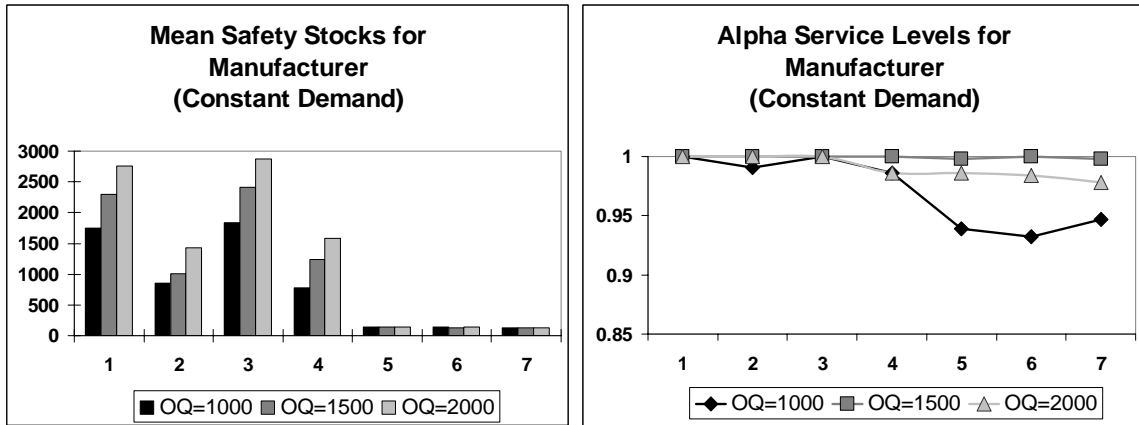 Mean Safety Stocks for
Manufacturer
(Constant Demand)
3000
2500
2000
1500
1000
500
0
1 2 3 4 5 6 7
OQ=1000 OQ=1500 OQ=2000
Alpha Service Levels for
Manufacturer
(Constant Demand)
1
0.95
0.9
0.85
1 2 3 4 5 6 7
OQ=1000 OQ=1500 OQ=2000